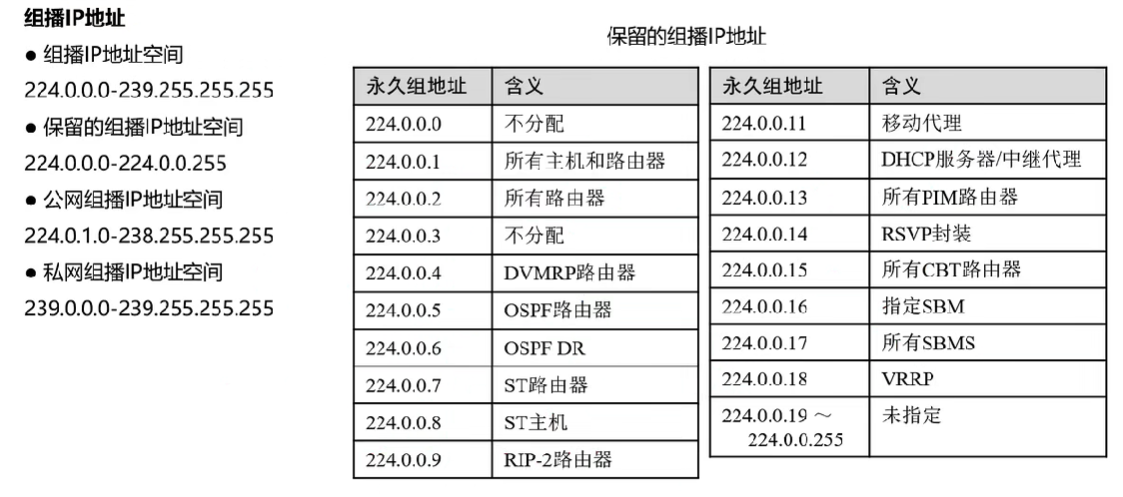 组播IP地址
● 组播IP地址空间
224.0.0.0-239.255.255.255
● 保留的组播IP地址空间
224.0.0.0-224.0.0.255
● 公网组播IP地址空间
224.0.1.0-238.255.255.255
● 私网组播IP地址空间
239.0.0.0-239.255.255.255
保留的组播IP地址
永久组地址 含义
224.0.0.0 不分配
224.0.0.1 所有主机和路由器
224.0.0.2 所有路由器
224.0.0.3 不分配
224.0.0.4 DVMRP路由器
224.0.0.5 OSPF路由器
224.0.0.6 OSPF DR
224.0.0.7 ST路由器
224.0.0.8 ST主机
224.0.0.9 RIP-2路由器
永久组地址 含义
224.0.0.11 移动代理
224.0.0.12 DHCP服务器/中继代理
224.0.0.13 所有PIM路由器
224.0.0.14 RSVP封装
224.0.0.15 所有CBT路由器
224.0.0.16 指定SBM
224.0.0.17 所有SBMS
224.0.0.18 VRRP
224.0.0.19 ～ 未指定
224.0.0.255